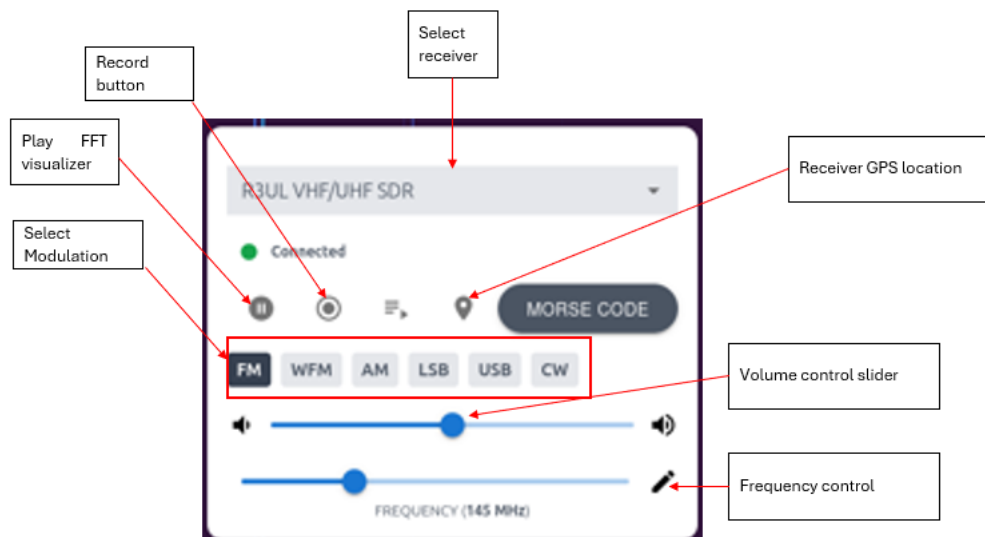 Select
receiver
Record
button
Play FFT
visualizer
Receiver GPS location
R3UL VHF/UHF SDR
Select
Modulation
Connected
MORSE CODE
FM WFM AM LSB USB CW
Volume control slider
Frequency control
FREQUENCY (145 MHz)